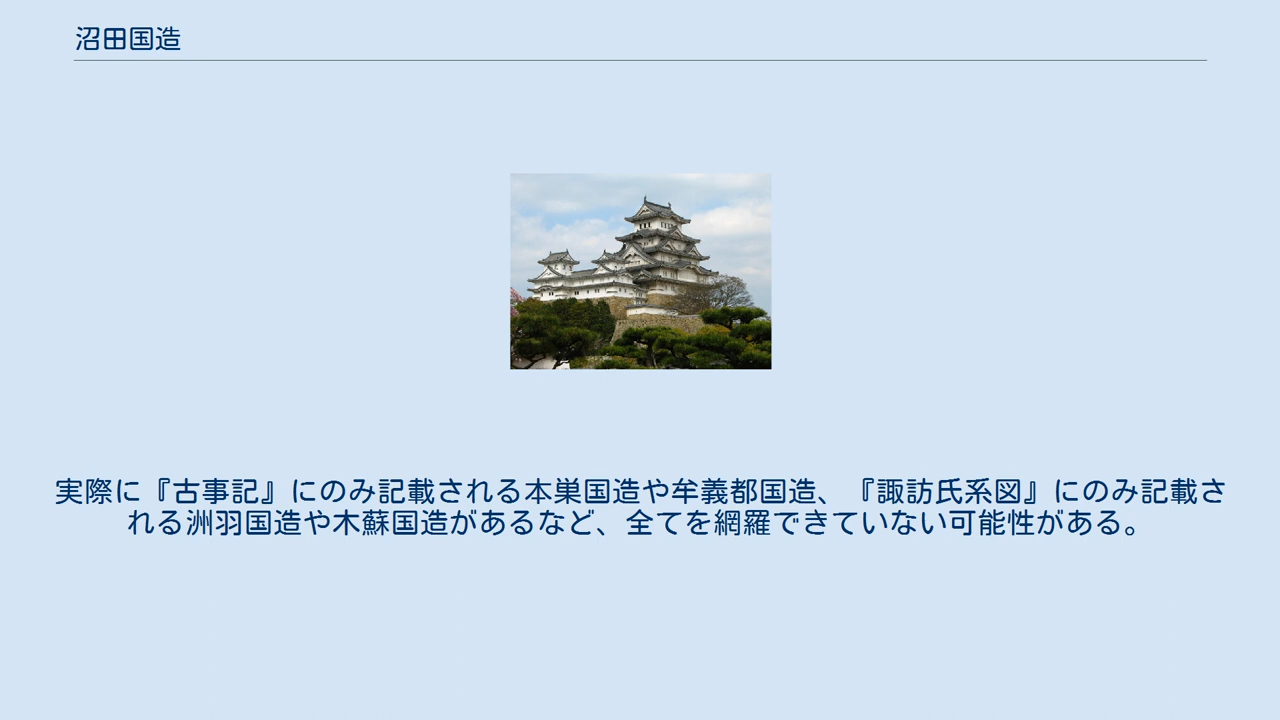 沼田国造
実際に『古事記』にのみ記載される本巣国造や牟義都国造、『諏訪氏系図』にのみ記載さ
れる洲羽国造や木蘇国造があるなど、全てを網羅できていない可能性がある。